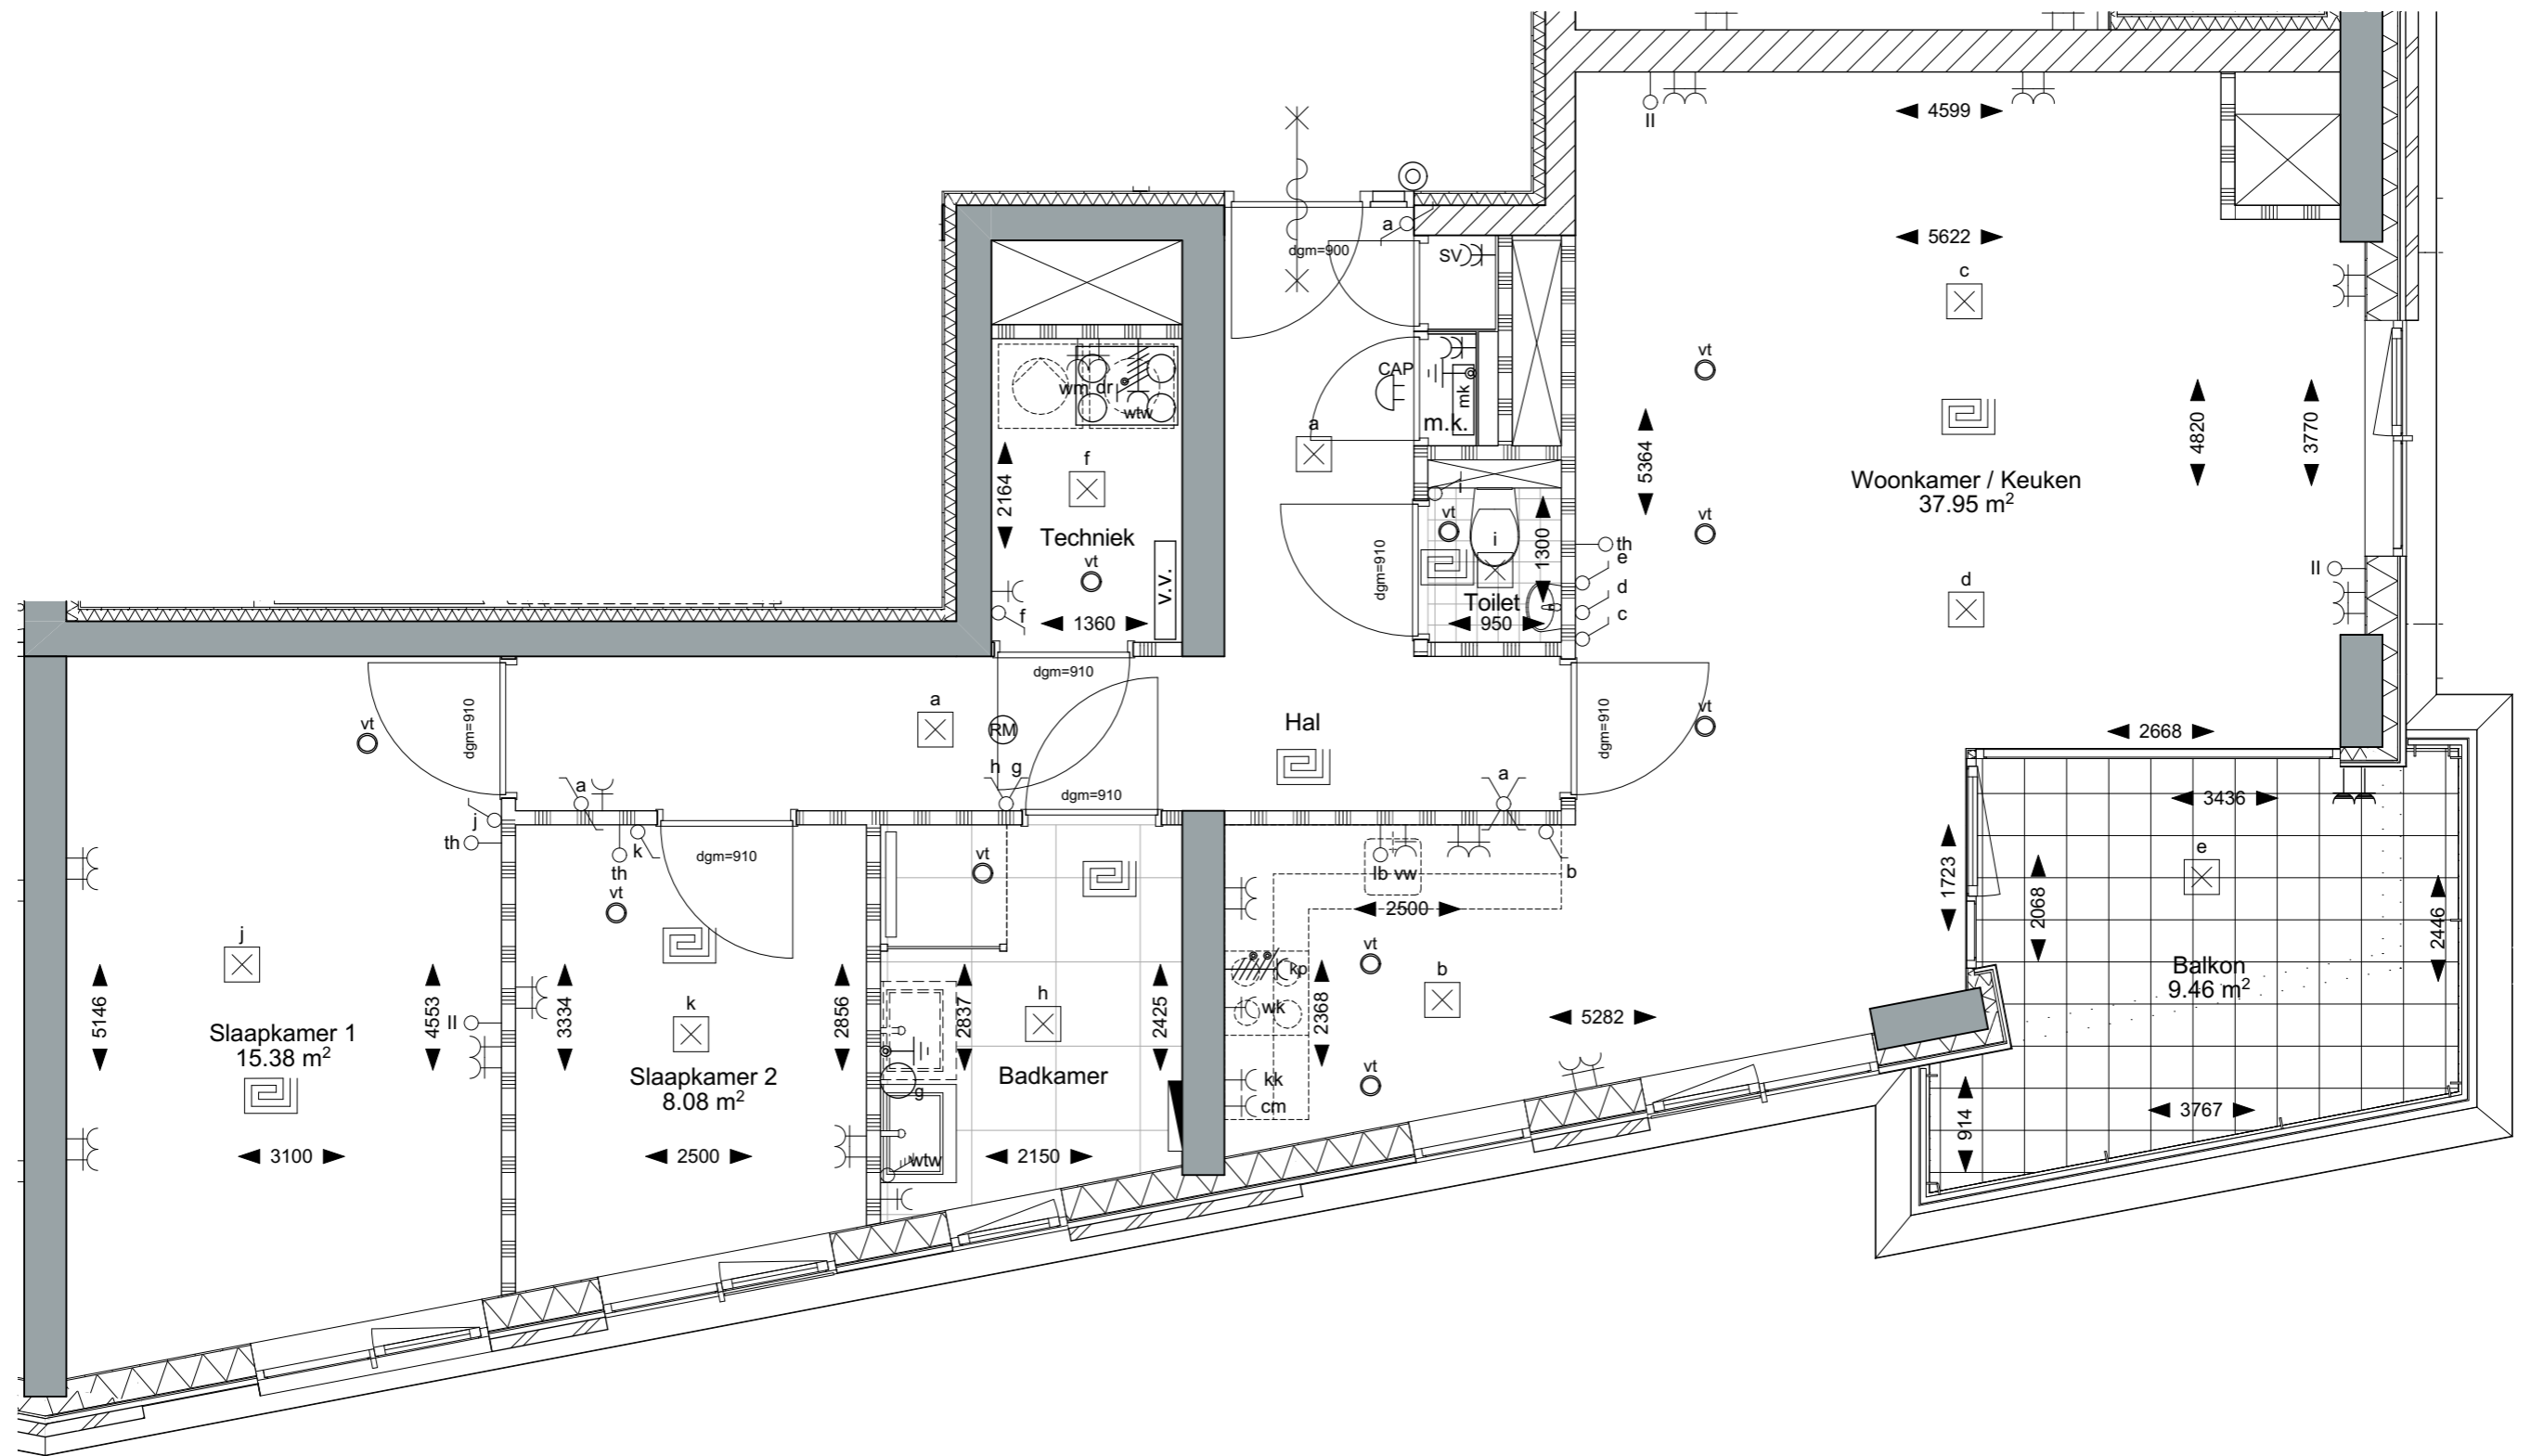 II
4599
a
dgm=900
SV
5622
c
vt
CAP
mk
m.k.
wm
dr
wtw
a
f
2164
Techniek
vt
v.v.
f
1360
i
vt
i
1300
Toilet
950
dgm=910
5364
4820
3770
Woonkamer / Keuken
37.95 m²
vt
th
e
d
c
II
d
dgm=910
a
RM
Hal
vt
dgm=910
vt
dgm=910
2668
h g
dgm=910
a
a
3436
j
th
k
th
vt
dgm=910
vt
lb vw
b
2500
1723
2068
e
2446
j
5146
4553
II
3334
k
2856
2837
h
2425
kp
wk
2368
vt
b
5282
Balkon
9.46 m²
Slaapkamer 1
15.38 m²
Slaapkamer 2
8.08 m²
Badkamer
g
kk
cm
vt
914
3767
3100
2500
wtw
2150